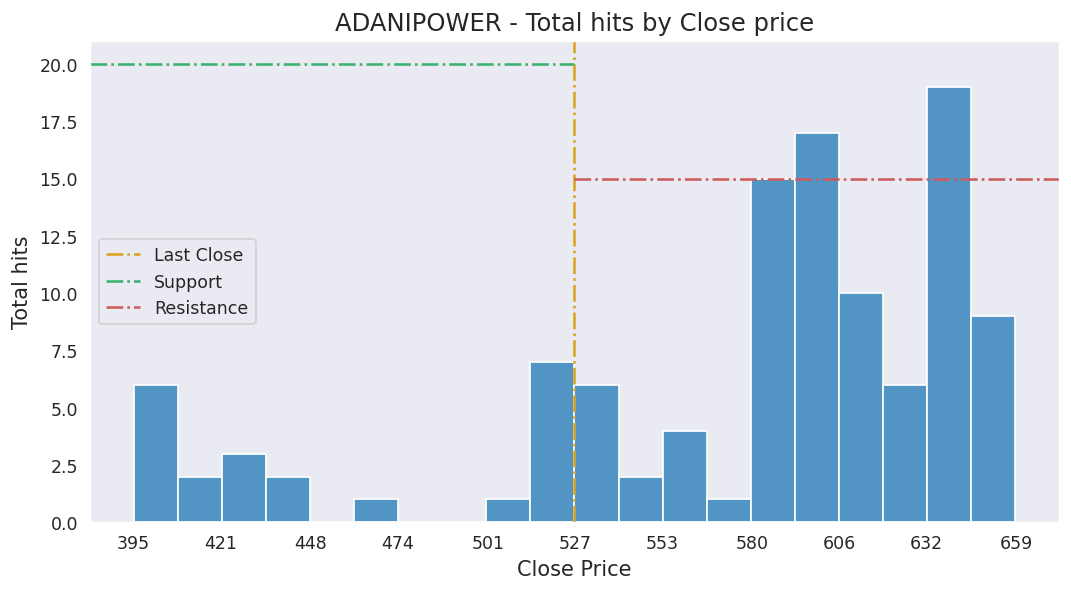 ADANIPOWER - Total hits by Close price
20.0
17.5
15.0
12.5
10.0
7.5
5.0
2.5
0.0
Total hits
Last Close
Support
Resistance
395 421 448 474 501 527 553 580 606 632 659
Close Price